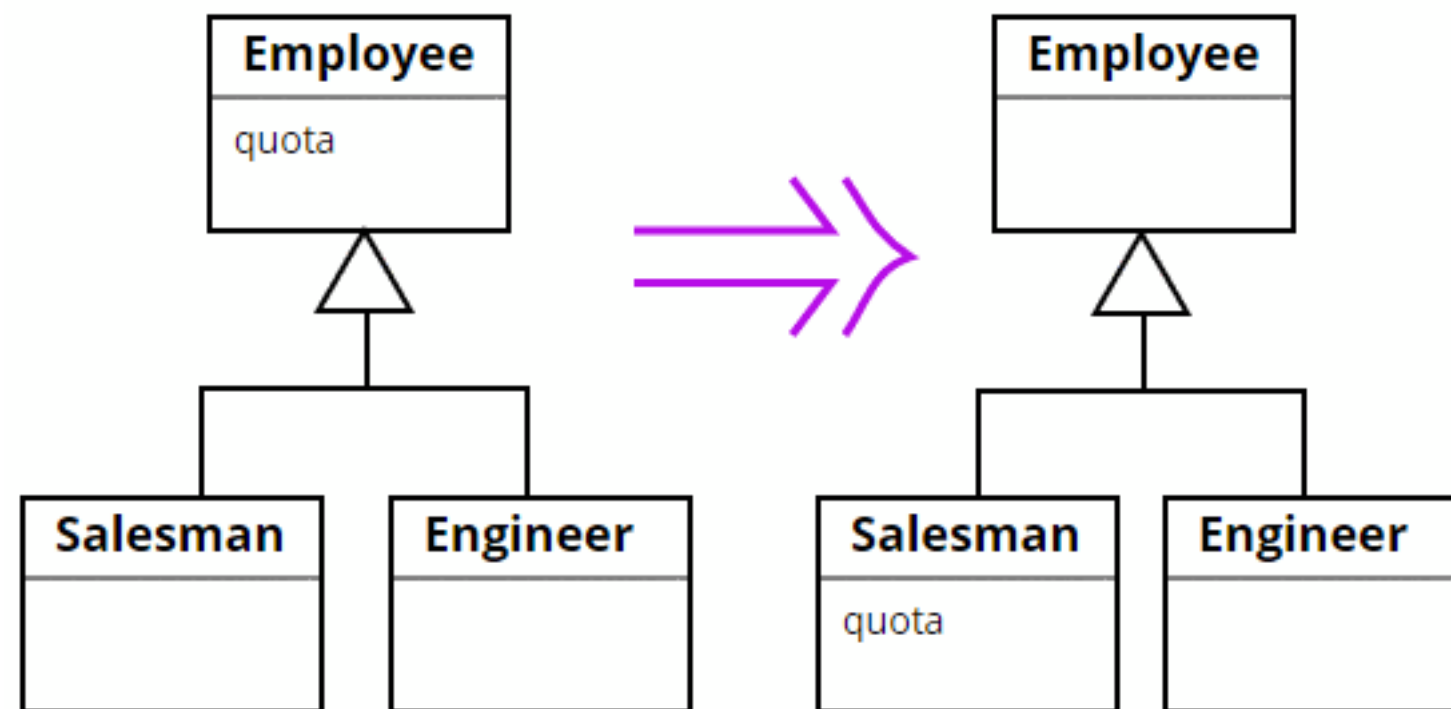 Employee
quota
Salesman
Engineer
Employee
Salesman
quota
Engineer